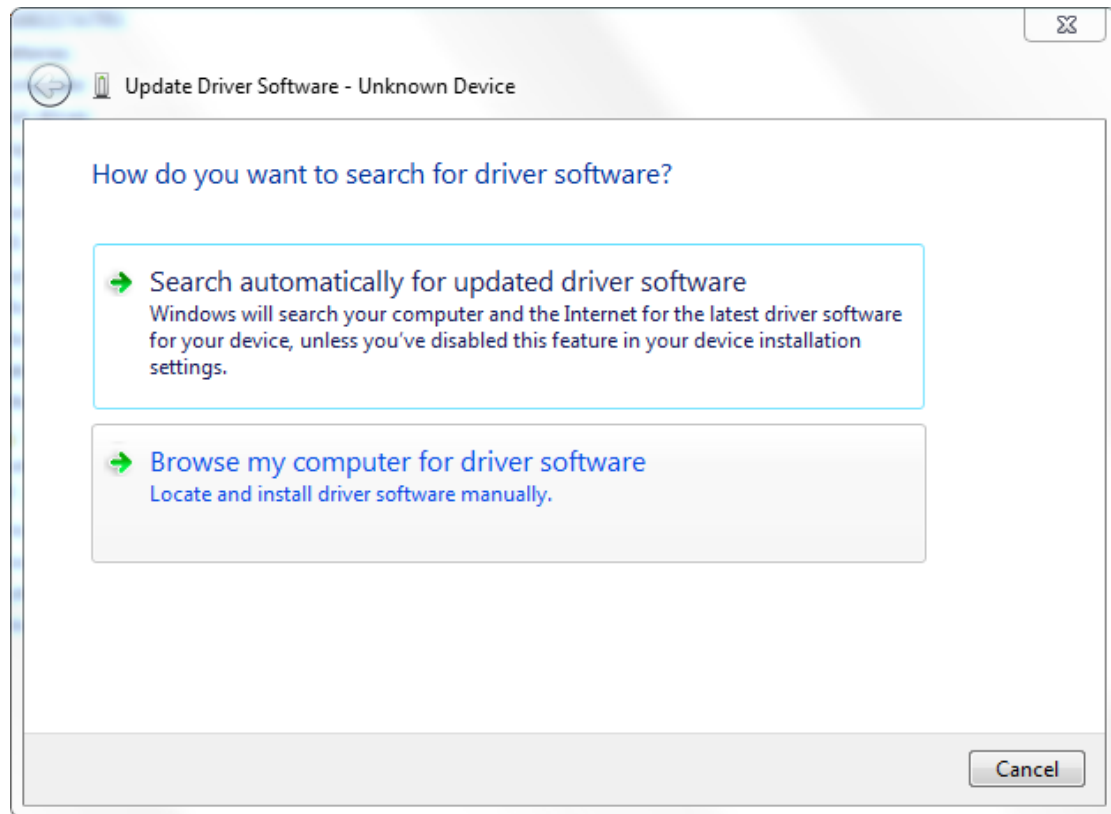 Update Driver Software - Unknown Device
How do you want to search for driver software?
Search automatically for updated driver software
Windows will search your computer and the Internet for the latest driver software
for your device, unless you've disabled this feature in your device installation
settings.
Browse my computer for driver software
Locate and install driver software manually.
Cancel